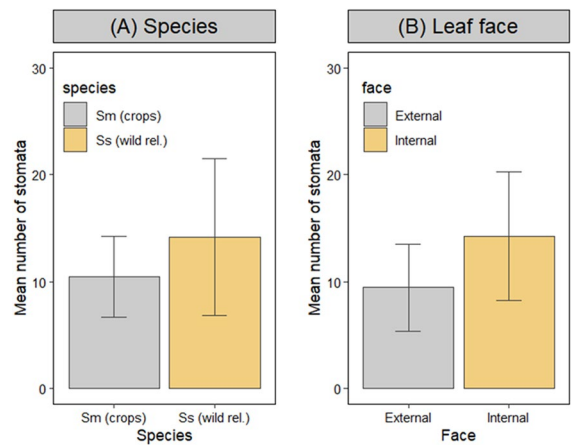 (A) Species
Mean number of stomata
30
20
10
0
species
Sm (crops)
Ss (wild rel.)
Sm (crops)
Ss (wild rel.)
Species
(B) Leaf face
Mean number of stomata
30
20
10
0
face
External
Internal
External
Internal
Face